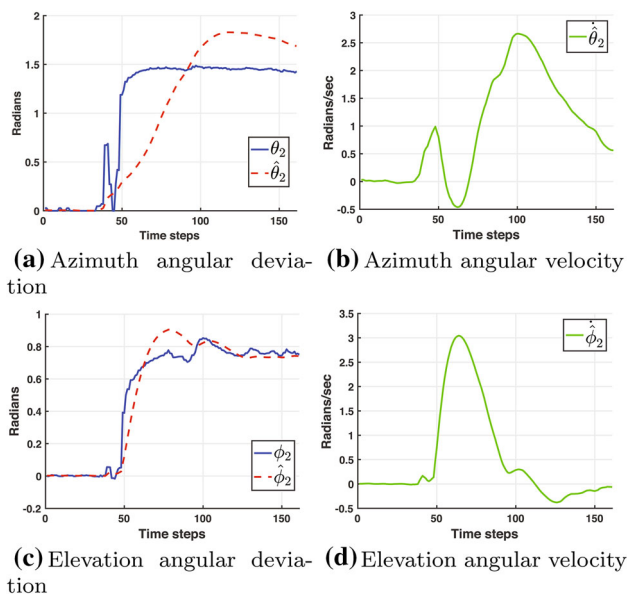 2
1.5
1
0.5
0
Radians
0 50 100 150
Time steps
θ₂
θ̂₂
3
2.5
2
1.5
1
0.5
0
-0.5
Radians/sec
0 50 100 150
Time steps
θ̂̇₂
(a) Azimuth angular devia-
tion
(b) Azimuth angular velocity
1
0.8
0.6
0.4
0.2
0
-0.2
Radians
0 50 100 150
Time steps
ϕ₂
ϕ̂₂
3.5
3
2.5
2
1.5
1
0.5
0
-0.5
Radians/sec
0 50 100 150
Time steps
ϕ̂̇₂
(c) Elevation angular devia-
tion
(d) Elevation angular velocity